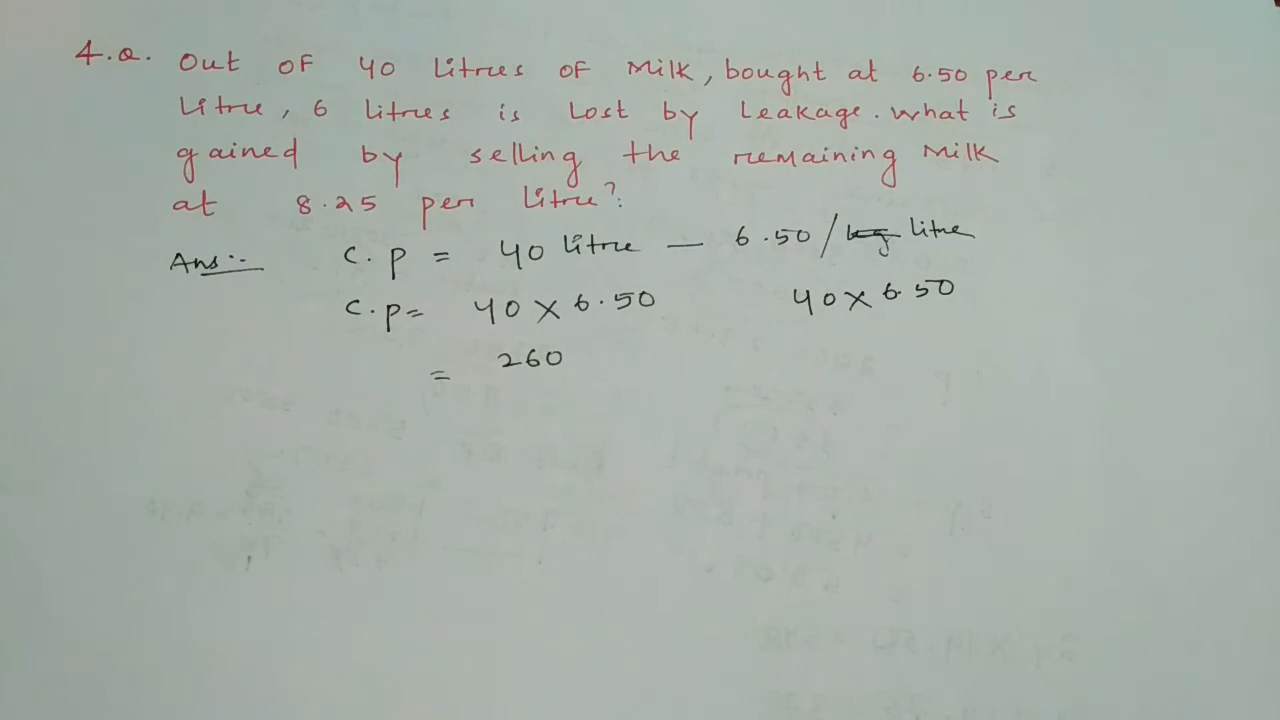 4.Q. Out OF 40 Litres OF Milk, bought at 6.50 per
Litre, 6 litres is Lost by Leakage. what is
gained by selling the remaining Milk
at 8.25 per litre?
Ans:- C.P = 40 litre — 6.50/kg litre
C.P= 40 × 6.50 40 × 6.50
= 260